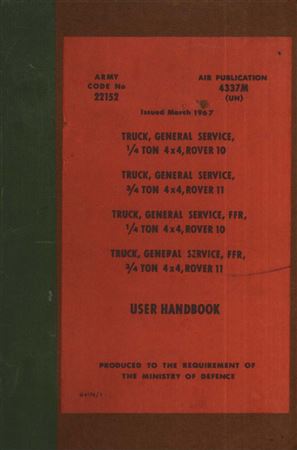 ARMY
CODE No
22152
AIR PUBLICATION
4337M
(UH)
Issued March 1967
TRUCK, GENERAL SERVICE,
1/4 TON 4x4, ROVER 10
TRUCK, GENERAL SERVICE,
3/4 TON 4x4, ROVER 11
TRUCK, GENERAL SERVICE, FFR,
1/4 TON 4x4, ROVER 10
TRUCK, GENERAL SERVICE, FFR,
3/4 TON 4x4, ROVER 11
USER HANDBOOK
PRODUCED TO THE REQUIREMENT OF
THE MINISTRY OF DEFENCE